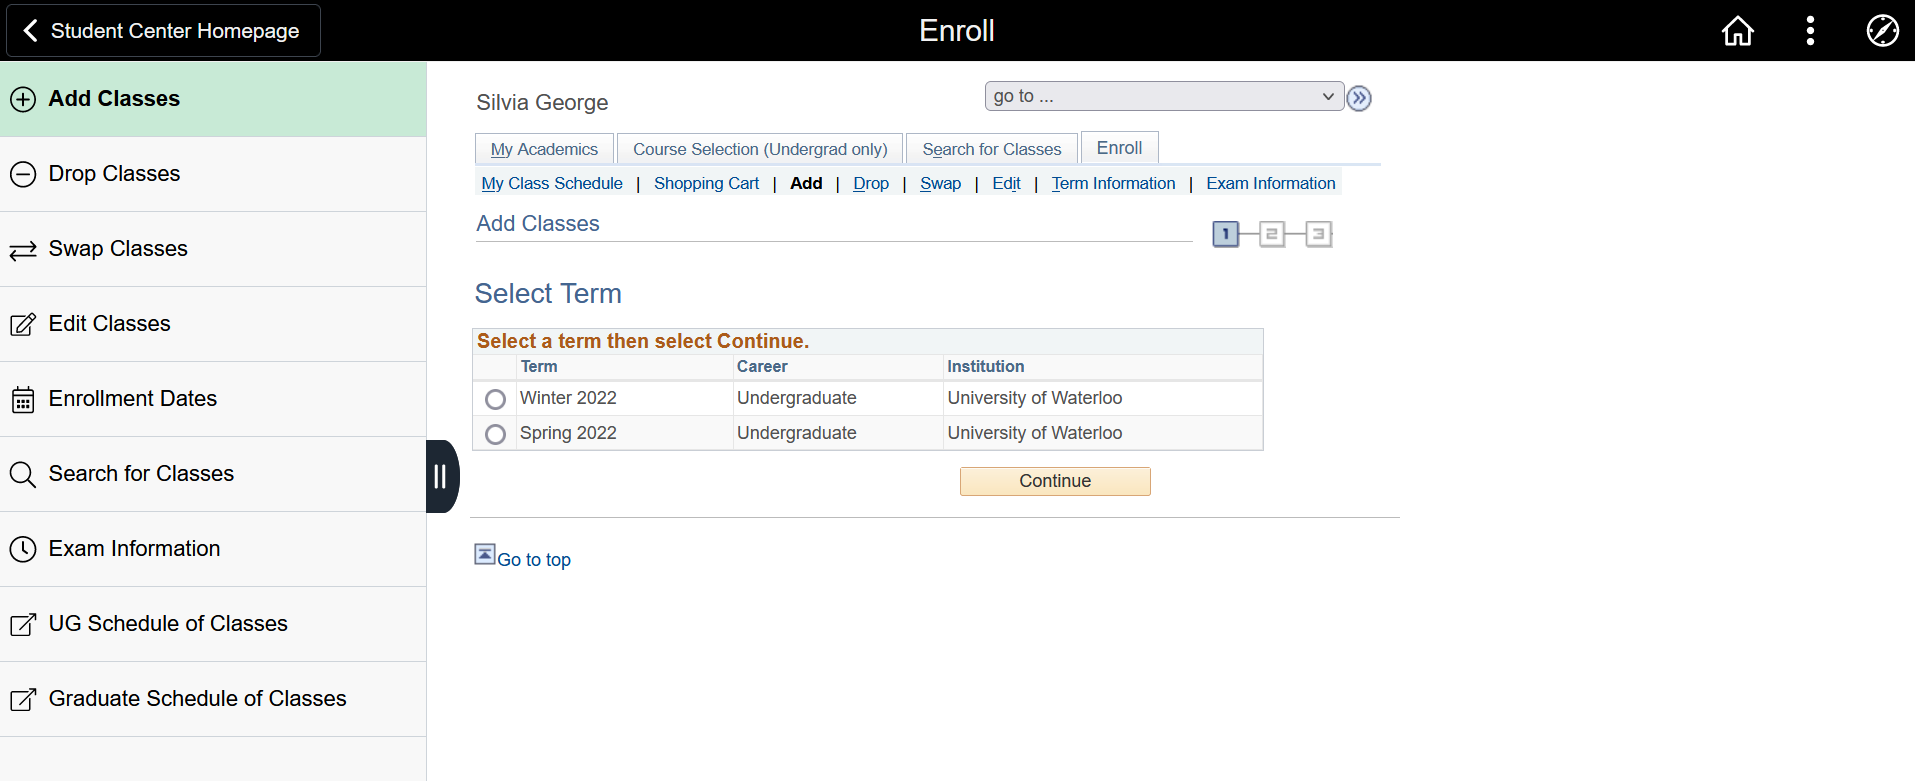 Student Center Homepage
Enroll
Add Classes
Drop Classes
Swap Classes
Edit Classes
Enrollment Dates
Search for Classes
Exam Information
UG Schedule of Classes
Graduate Schedule of Classes
Silvia George
go to ...
My Academics
Course Selection (Undergrad only)
Search for Classes
Enroll
My Class Schedule | Shopping Cart | Add | Drop | Swap | Edit | Term Information | Exam Information
Add Classes
1 2 3
Select Term
Select a term then select Continue.
Term Career Institution
Winter 2022 Undergraduate University of Waterloo
Spring 2022 Undergraduate University of Waterloo
Continue
Go to top